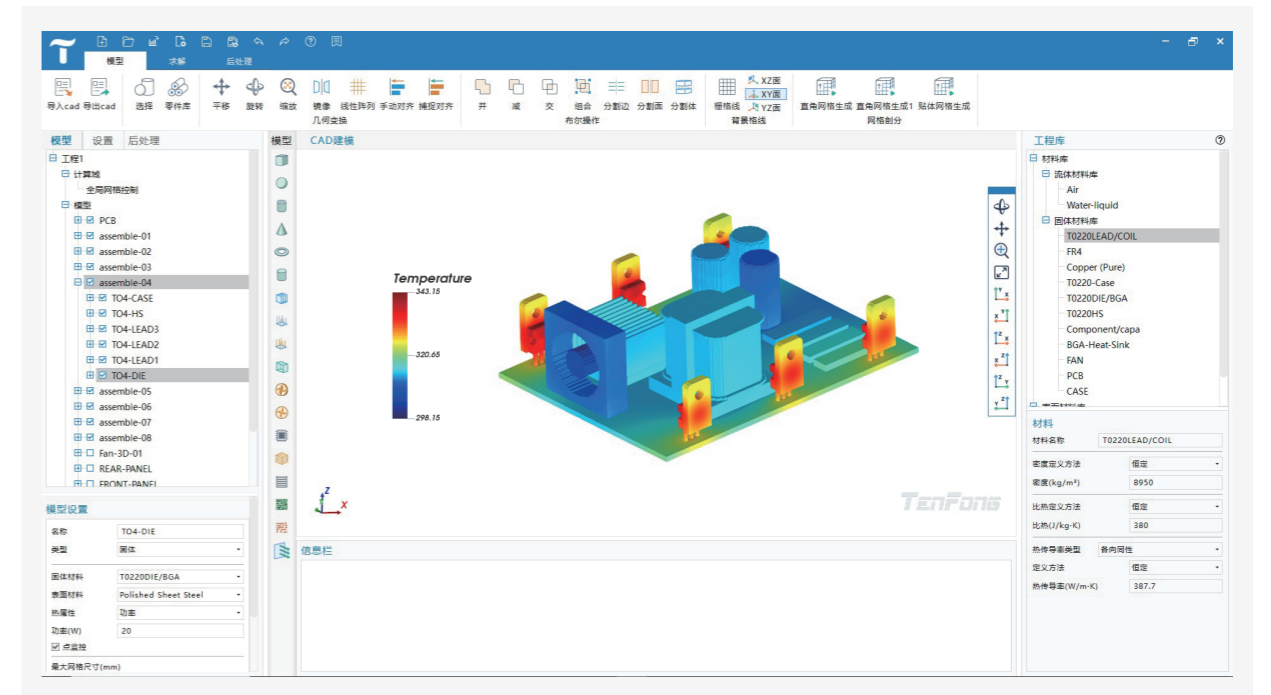 模型 求解 后处理
导入cad 导出cad 选择 零件库 平移 旋转 缩放 镜像 线性阵列 手动对齐 捕捉对齐 并 减 交 组合 分割边 分割面 分割体 栅格线 XZ面 XY面 YZ面 直角网格生成 直角网格生成1 贴体网格生成
几何变换 布尔操作 背景格线 网格剖分
模型 设置 后处理
工程1
计算域
全局网格控制
模型
PCB
assemble-01
assemble-02
assemble-03
assemble-04
TO4-CASE
TO4-HS
TO4-LEAD3
TO4-LEAD2
TO4-LEAD1
TO4-DIE
assemble-05
assemble-06
assemble-07
assemble-08
Fan-3D-01
REAR-PANEL
FRONT-PANEL
模型设置
名称 TO4-DIE
类型 固体
固体材料 T0220DIE/BGA
表面材料 Polished Sheet Steel
热属性 功率
功率(W) 20
点监控
最大网格尺寸(mm)
模型 CAD建模
Temperature
343.15
320.65
298.15
Z
X
TenFong
信息栏
工程库
材料库
流体材料库
Air
Water-liquid
固体材料库
T0220LEAD/COIL
FR4
Copper (Pure)
T0220-Case
T0220DIE/BGA
T0220HS
Component/capa
BGA-Heat-Sink
FAN
PCB
CASE
表面材料库
材料
材料名称 T0220LEAD/COIL
密度定义方法 恒定
密度(kg/m³) 8950
比热定义方法 恒定
比热(J/kg-K) 380
热传导率类型 各向同性
定义方法 恒定
热传导率(W/m-K) 387.7